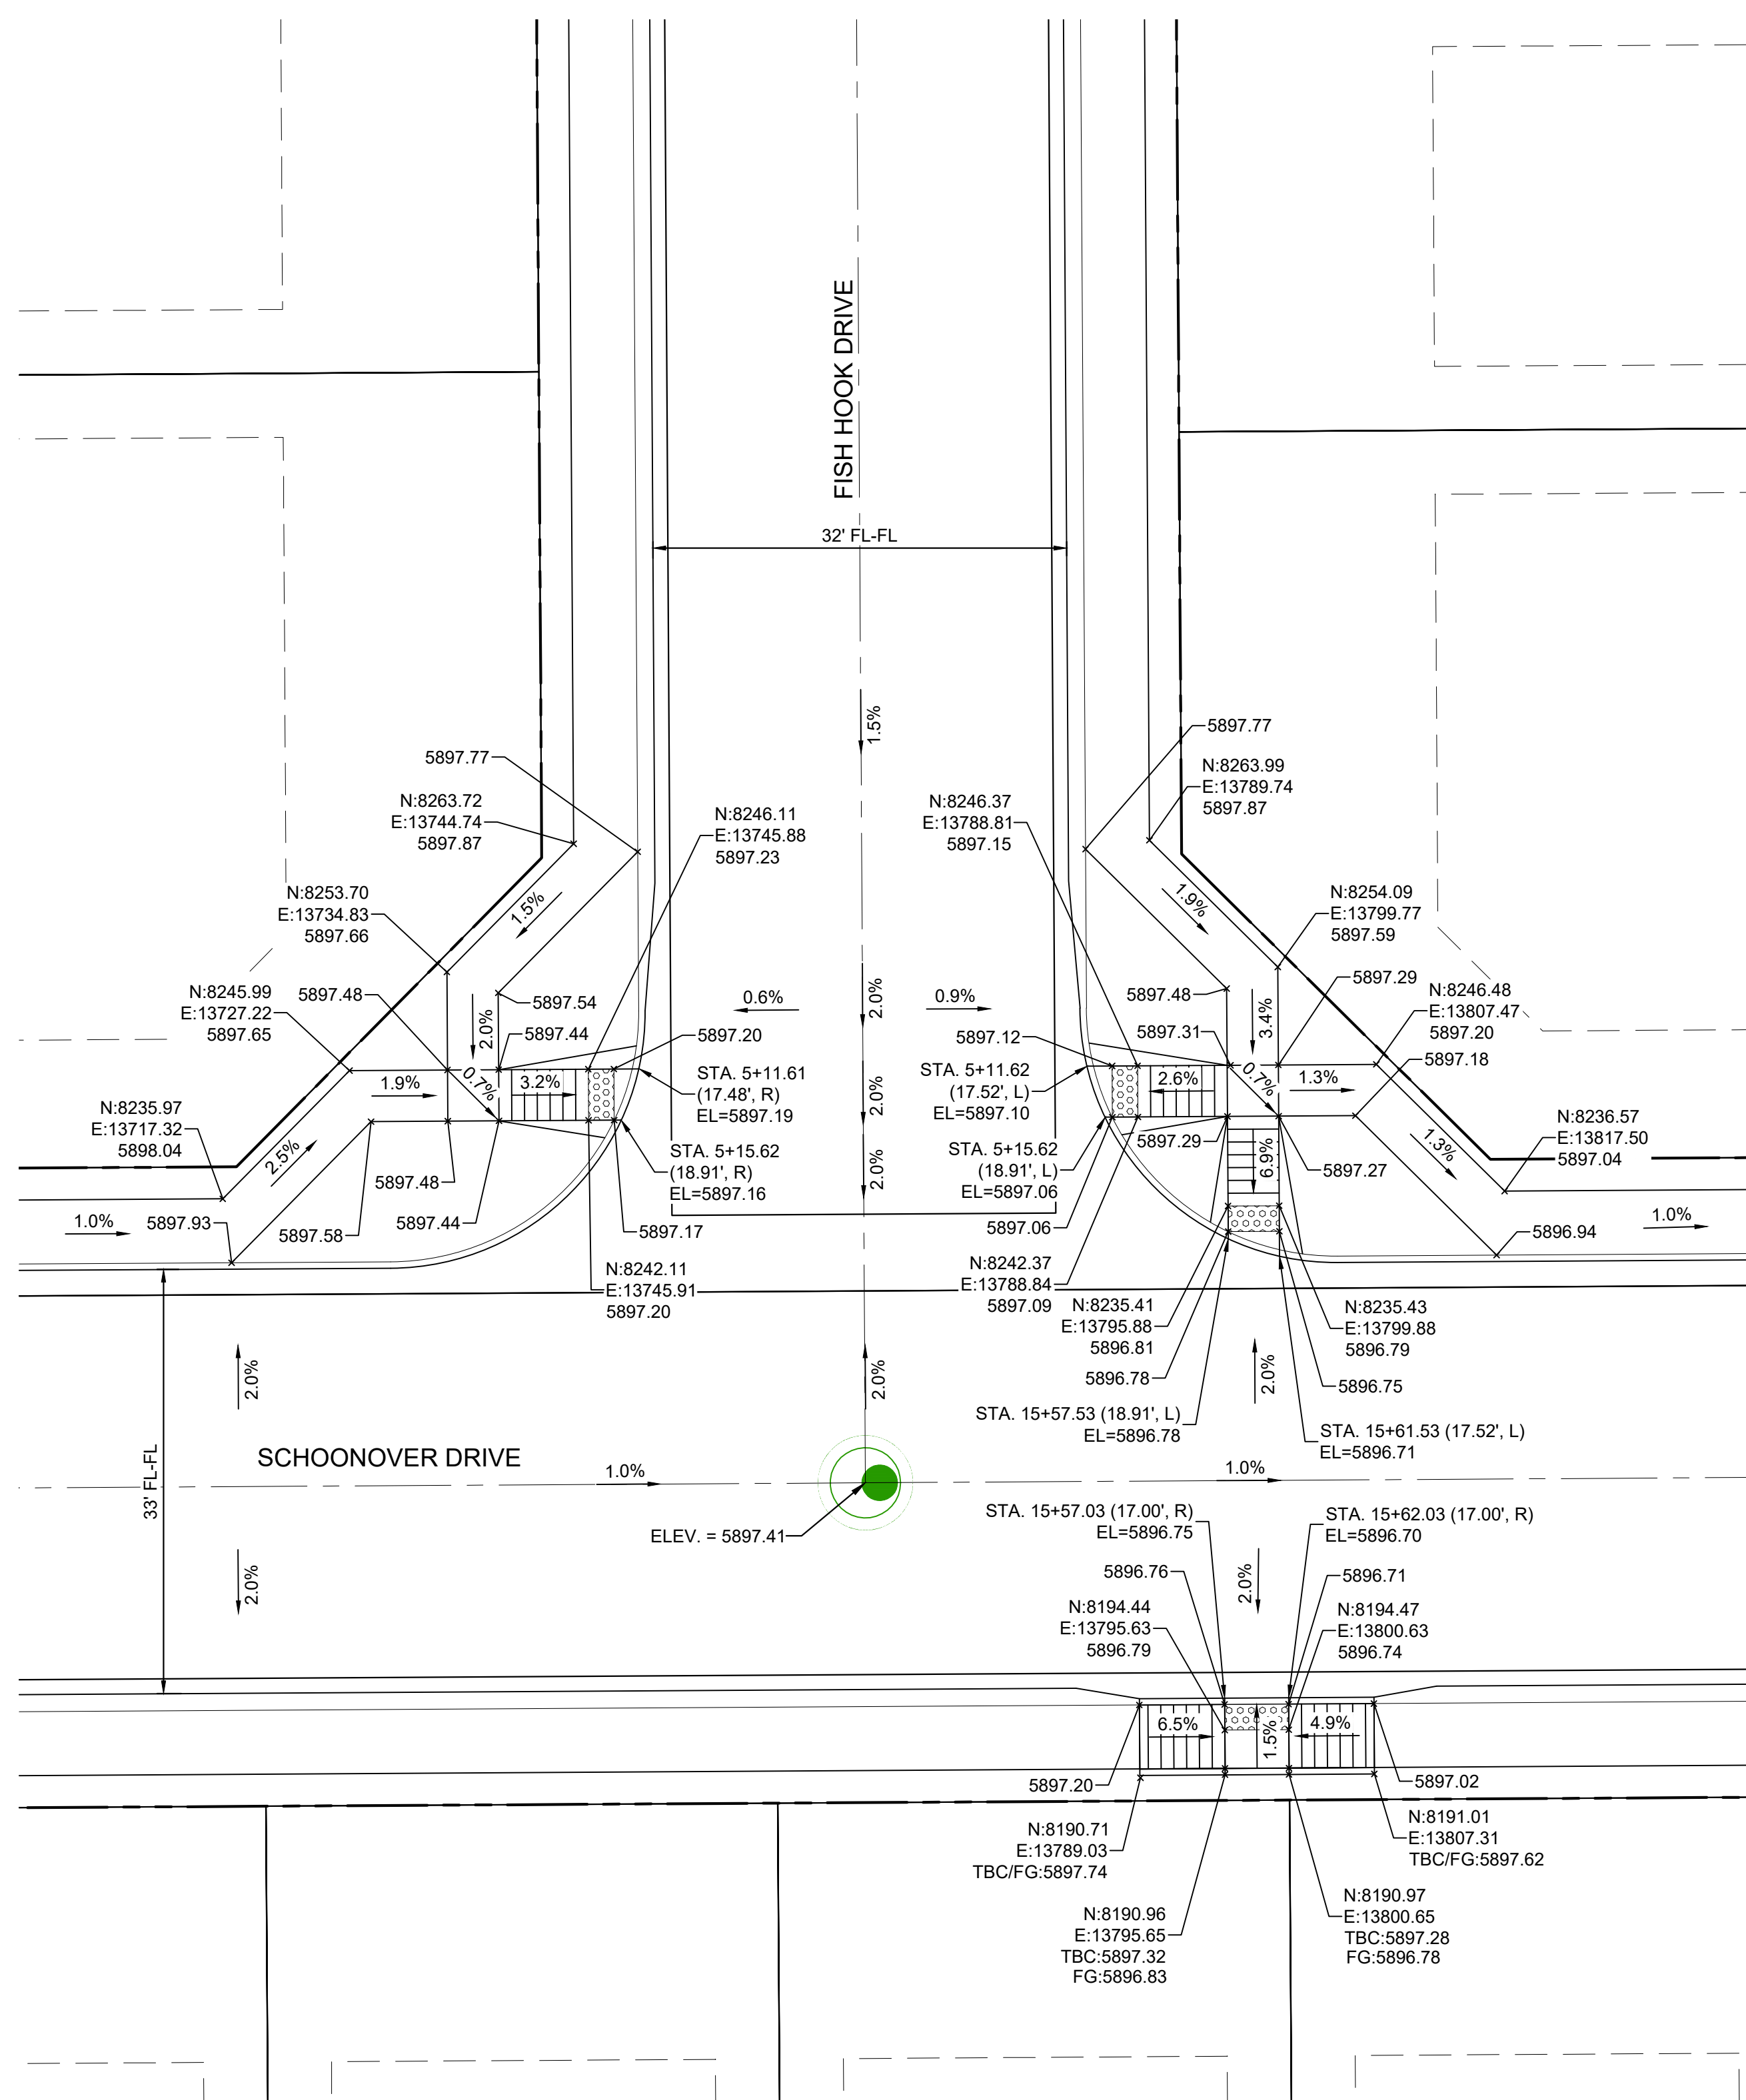 FISH HOOK DRIVE
32' FL-FL
1.5%
5897.77
5897.77
N:8263.72
E:13744.74
5897.87
N:8263.99
E:13789.74
5897.87
N:8246.11
E:13745.88
5897.23
N:8246.37
E:13788.81
5897.15
N:8253.70
E:13734.83
5897.66
1.5%
1.9%
N:8254.09
E:13799.77
5897.59
N:8245.99
E:13727.22
5897.65
5897.48
5897.54
2.0%
5897.44
5897.20
0.6%
2.0%
0.9%
5897.12
5897.48
5897.31
3.4%
5897.29
N:8246.48
E:13807.47
5897.20
5897.18
STA. 5+11.61
(17.48', R)
EL=5897.19
STA. 5+11.62
(17.52', L)
EL=5897.10
1.9%
0.7%
3.2%
2.0%
2.6%
0.7%
1.3%
N:8235.97
E:13717.32
5898.04
2.5%
STA. 5+15.62
(18.91', R)
EL=5897.16
2.0%
STA. 5+15.62
(18.91', L)
EL=5897.06
5897.29
6.9%
5897.27
1.3%
N:8236.57
E:13817.50
5897.04
5897.48
1.0%
5897.93
5897.58
5897.44
5897.17
5897.06
5896.94
1.0%
N:8242.11
E:13745.91
5897.20
N:8242.37
E:13788.84
5897.09
N:8235.41
E:13795.88
5896.81
N:8235.43
E:13799.88
5896.79
2.0%
2.0%
5896.78
2.0%
5896.75
STA. 15+57.53 (18.91', L)
EL=5896.78
STA. 15+61.53 (17.52', L)
EL=5896.71
SCHOONOVER DRIVE
33' FL-FL
1.0%
1.0%
ELEV. = 5897.41
STA. 15+57.03 (17.00', R)
EL=5896.75
STA. 15+62.03 (17.00', R)
EL=5896.70
2.0%
5896.76
2.0%
5896.71
N:8194.44
E:13795.63
5896.79
N:8194.47
E:13800.63
5896.74
6.5%
1.5%
4.9%
5897.20
5897.02
N:8190.71
E:13789.03
TBC/FG:5897.74
N:8191.01
E:13807.31
TBC/FG:5897.62
N:8190.96
E:13795.65
TBC:5897.32
FG:5896.83
N:8190.97
E:13800.65
TBC:5897.28
FG:5896.78